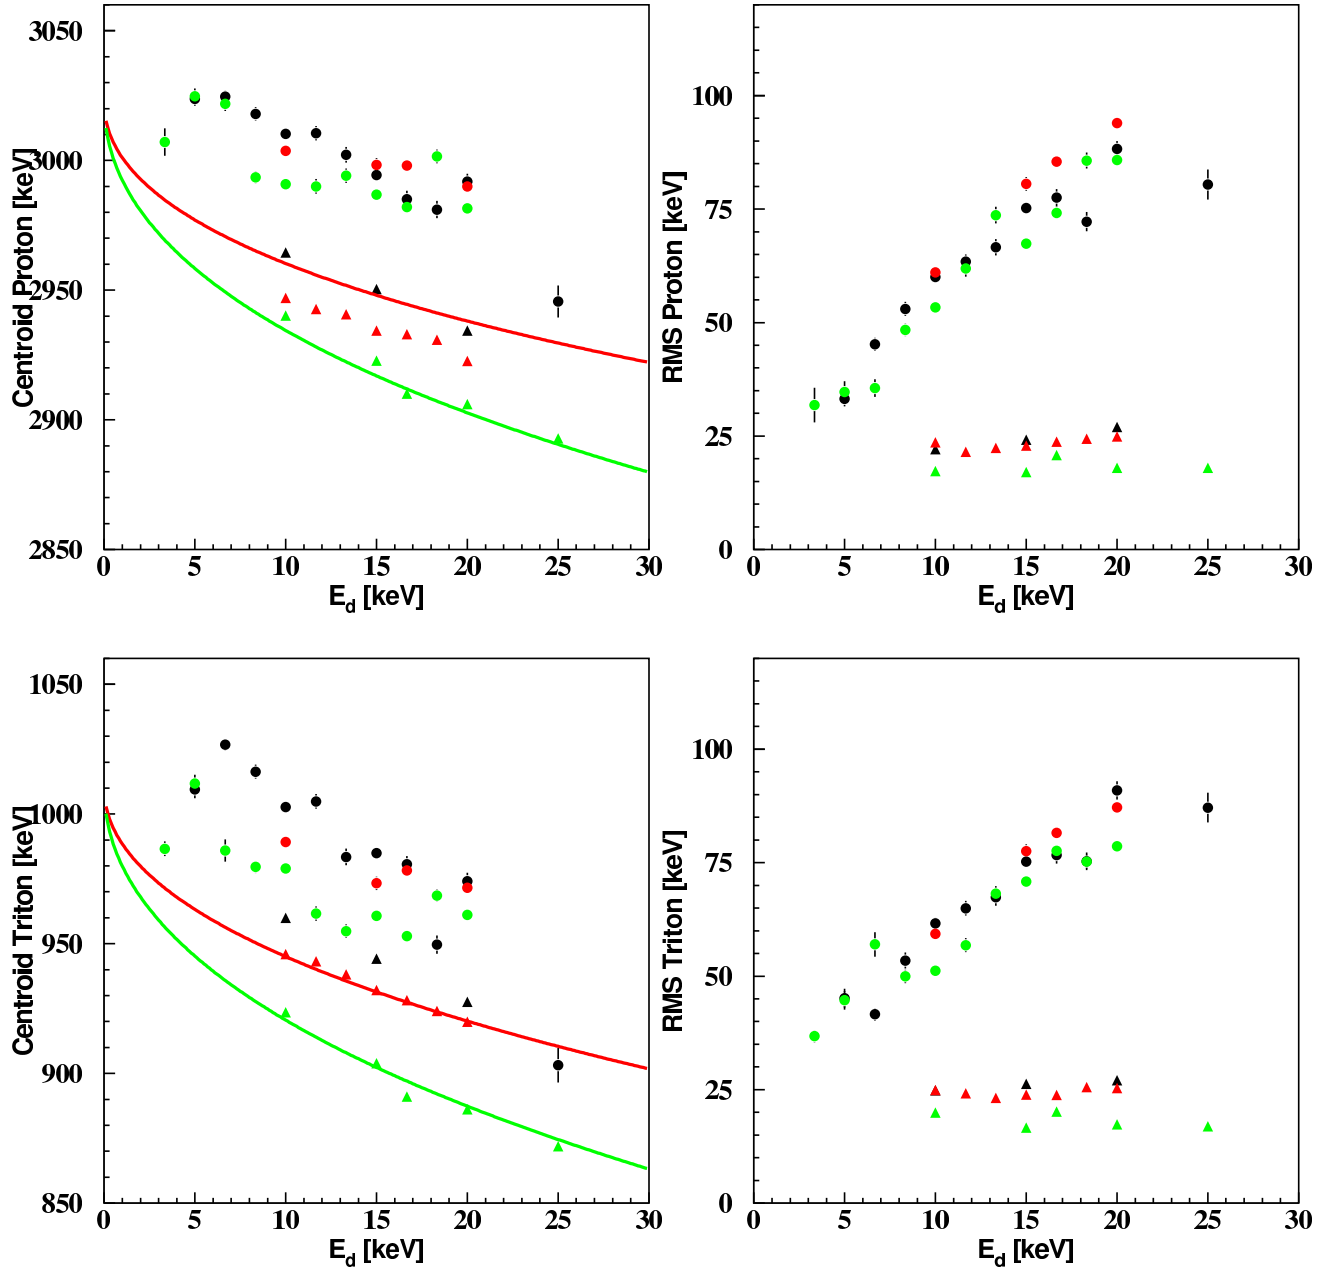 Centroid Proton [keV]
3050
3000
2950
2900
2850
0 5 10 15 20 25 30
E_d [keV]
RMS Proton [keV]
100
75
50
25
0
0 5 10 15 20 25 30
E_d [keV]
Centroid Triton [keV]
1050
1000
950
900
850
0 5 10 15 20 25 30
E_d [keV]
RMS Triton [keV]
100
75
50
25
0
0 5 10 15 20 25 30
E_d [keV]